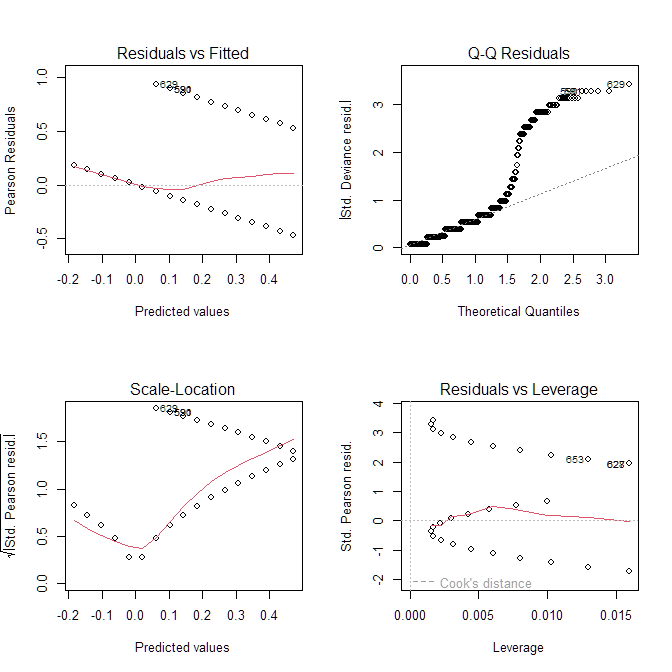 Residuals vs Fitted
Pearson Residuals
1.0
0.5
0.0
-0.5
629
-0.2 -0.1 0.0 0.1 0.2 0.3 0.4
Predicted values
Q-Q Residuals
|Std. Deviance resid.|
3
2
1
0
629
0.0 0.5 1.0 1.5 2.0 2.5 3.0
Theoretical Quantiles
Scale-Location
√|Std. Pearson resid.|
1.5
1.0
0.5
0.0
629
-0.2 -0.1 0.0 0.1 0.2 0.3 0.4
Predicted values
Residuals vs Leverage
Std. Pearson resid.
4
3
2
1
0
-1
-2
653
Cook's distance
0.000 0.005 0.010 0.015
Leverage